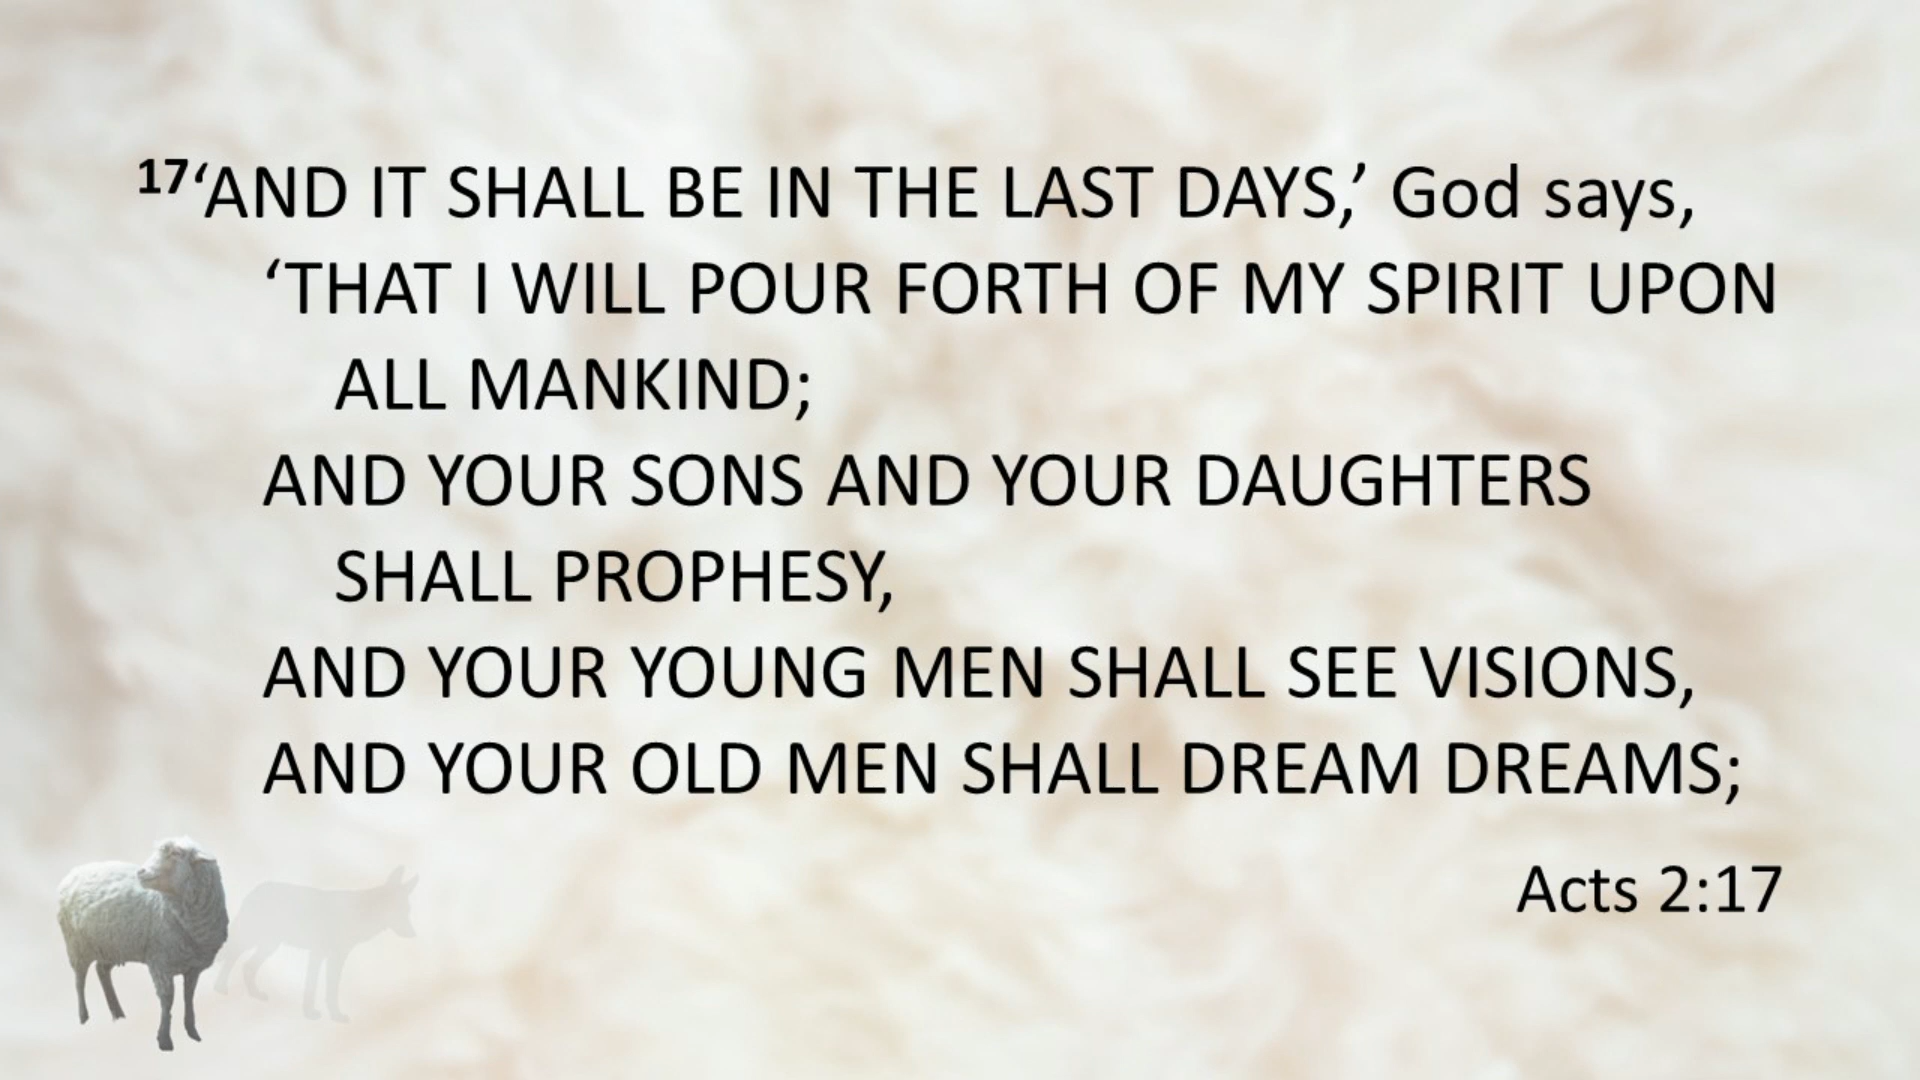 17‘AND IT SHALL BE IN THE LAST DAYS,’ God says,
‘THAT I WILL POUR FORTH OF MY SPIRIT UPON
ALL MANKIND;
AND YOUR SONS AND YOUR DAUGHTERS
SHALL PROPHESY,
AND YOUR YOUNG MEN SHALL SEE VISIONS,
AND YOUR OLD MEN SHALL DREAM DREAMS;
Acts 2:17